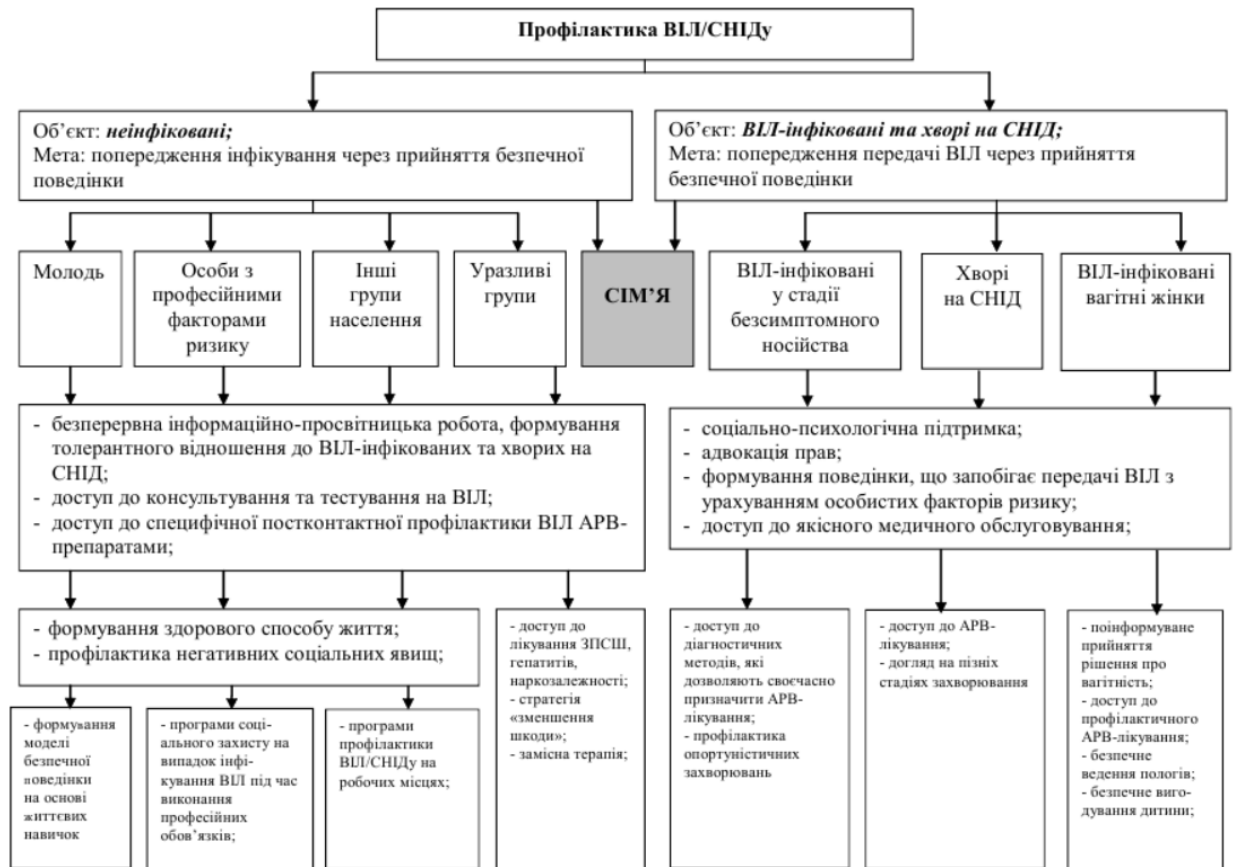 Профілактика ВІЛ/СНІДу
Об’єкт: неінфіковані;
Мета: попередження інфікування через прийняття безпечної
поведінки
Об’єкт: ВІЛ-інфіковані та хворі на СНІД;
Мета: попередження передачі ВІЛ через прийняття
безпечної поведінки
Молодь
Особи з
професійними
факторами
ризику
Інші
групи
населення
Уразливі
групи
СІМ’Я
ВІЛ-інфіковані
у стадії
безсимптомного
носійства
Хворі
на СНІД
ВІЛ-інфіковані
вагітні жінки
- безперервна інформаційно-просвітницька робота, формування
толерантного відношення до ВІЛ-інфікованих та хворих на
СНІД;
- доступ до консультування та тестування на ВІЛ;
- доступ до специфічної постконтактної профілактики ВІЛ АРВ-
препаратами;
- соціально-психологічна підтримка;
- адвокація прав;
- формування поведінки, що запобігає передачі ВІЛ з
урахуванням особистих факторів ризику;
- доступ до якісного медичного обслуговування;
- формування здорового способу життя;
- профілактика негативних соціальних явищ;
- формування
моделі
безпечної
поведінки
на основі
життєвих
навичок
- програми соці-
ального захисту на
випадок інфі-
кування ВІЛ під час
виконання
професійних
обов’язків;
- програми
профілактики
ВІЛ/СНІДу на
робочих місцях;
- доступ до
лікування ЗПСШ,
гепатитів,
наркозалежності;
- стратегія
«зменшення
шкоди»;
- замісна терапія;
- доступ до
діагностичних
методів, які
дозволяють своєчасно
призначити АРВ-
лікування;
- профілактика
опортуністичних
захворювань
- доступ до АРВ-
лікування;
- догляд на пізніх
стадіях захворювання
- поінформуване
прийняття
рішення про
вагітність;
- доступ до
профілактичного
АРВ-лікування;
- безпечне
ведення пологів;
- безпечне виго-
дування дитини;